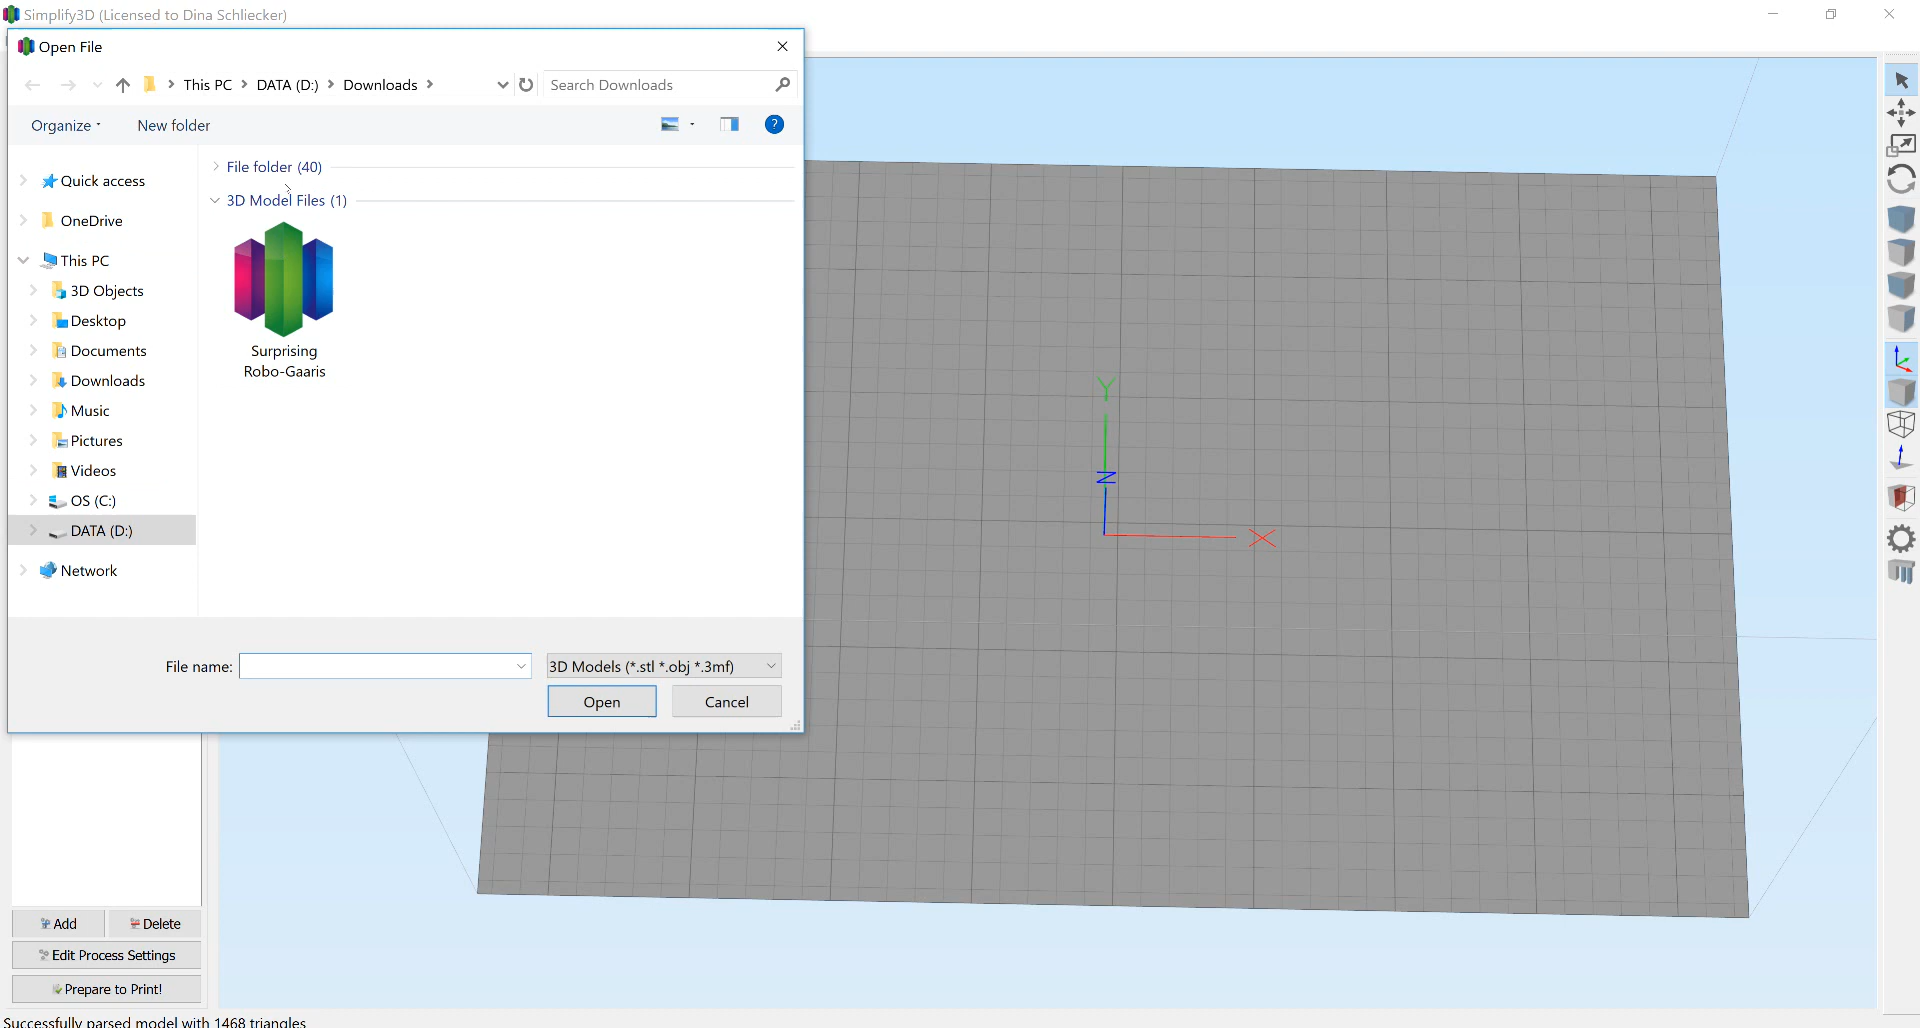 Simplify3D (Licensed to Dina Schliecker)
Open File
This PC > DATA (D:) > Downloads >
Search Downloads
Organize
New folder
?
Quick access
OneDrive
This PC
3D Objects
Desktop
Documents
Downloads
Music
Pictures
Videos
OS (C:)
DATA (D:)
Network
File folder (40)
3D Model Files (1)
Surprising
Robo-Gaaris
File name:
3D Models (*.stl *.obj *.3mf)
Open
Cancel
Y
Z
X
Add
Delete
Edit Process Settings
Prepare to Print!
Successfully parsed model with 1468 triangles